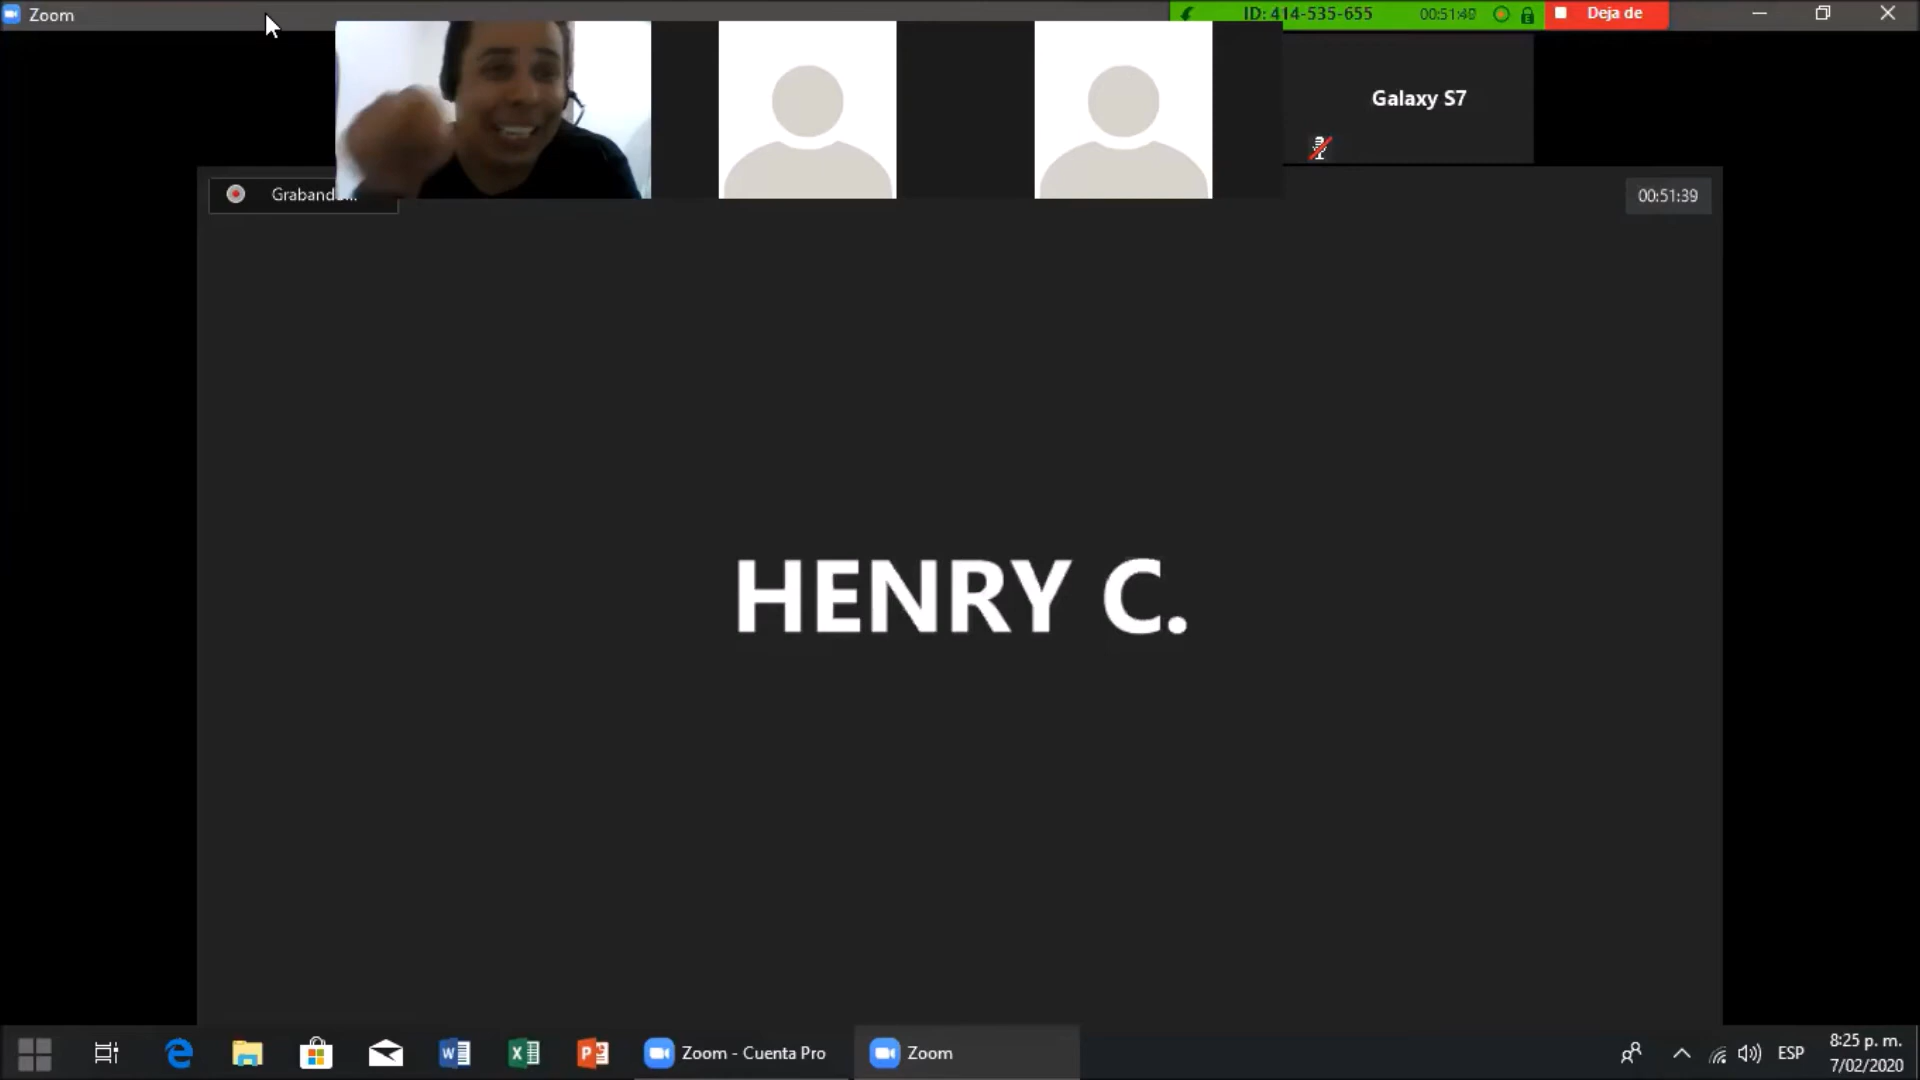 Zoom
ID: 414-535-655
00:51:40
Deja de
Galaxy S7
00:51:39
HENRY C.
Zoom - Cuenta Pro
Zoom
ESP
8:25 p. m.
7/02/2020